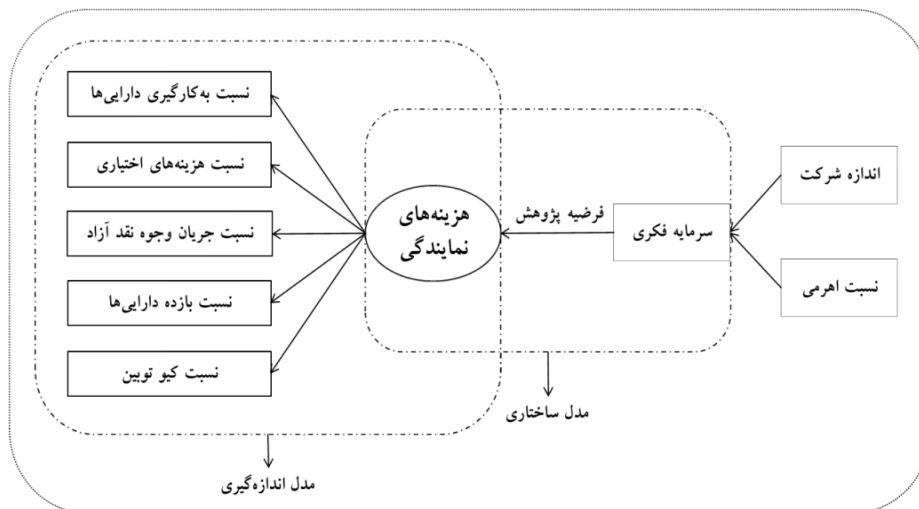 نسبت به‌کارگیری دارایی‌ها
نسبت هزینه‌های اختیاری
نسبت جریان وجوه نقد آزاد
نسبت بازده دارایی‌ها
نسبت کیو توبین
هزینه‌های
نمایندگی
فرضیه پژوهش
سرمایه فکری
اندازه شرکت
نسبت اهرمی
مدل ساختاری
مدل اندازه‌گیری